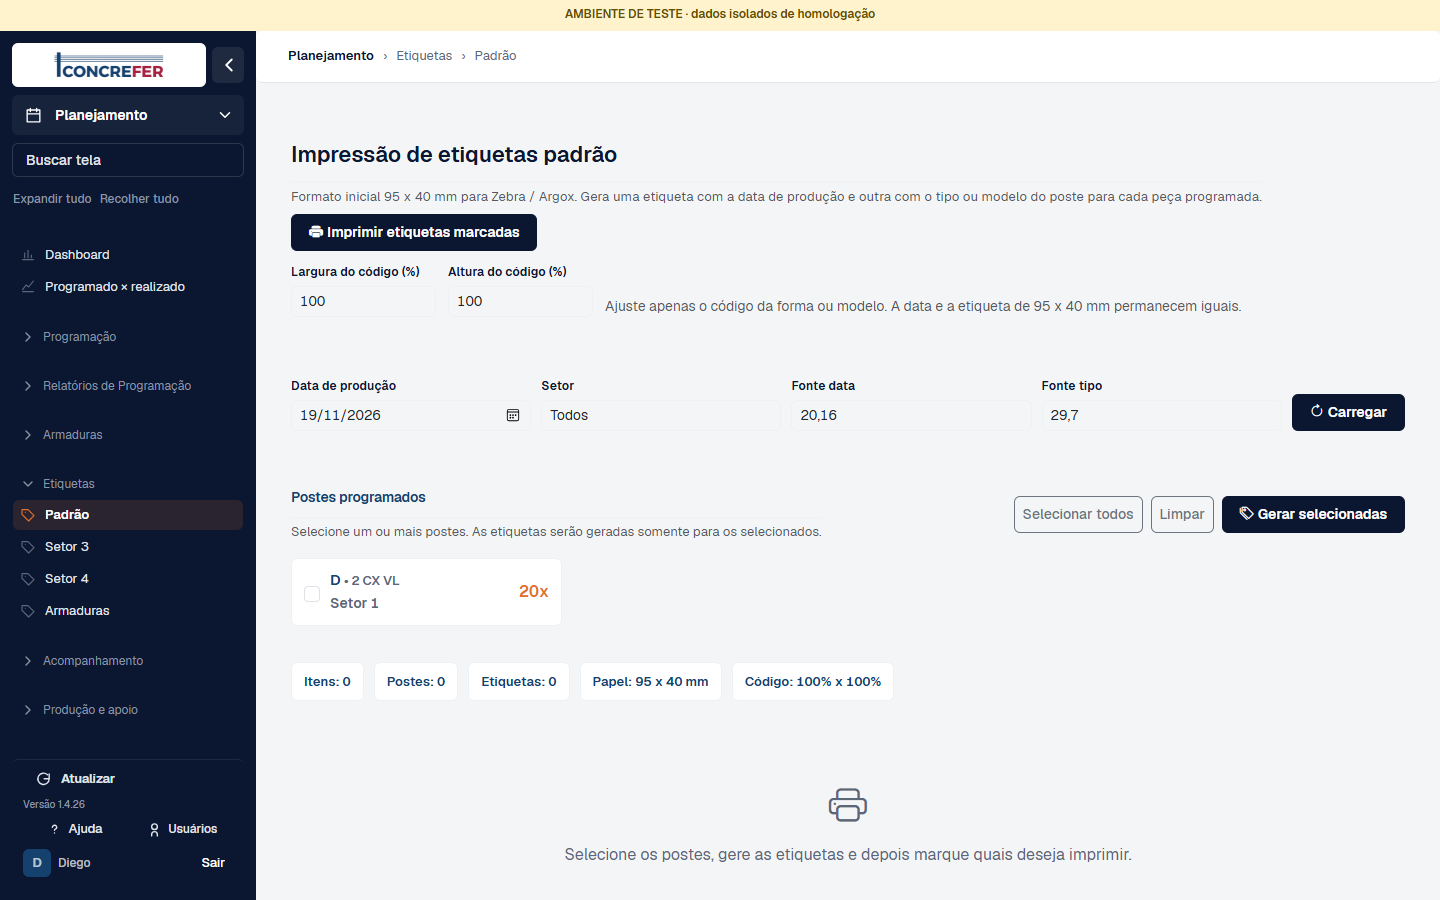 AMBIENTE DE TESTE · dados isolados de homologação
CONCREFER
Planejamento
Buscar tela
Expandir tudo Recolher tudo
Dashboard
Programado × realizado
Programação
Relatórios de Programação
Armaduras
Etiquetas
Padrão
Setor 3
Setor 4
Armaduras
Acompanhamento
Produção e apoio
Atualizar
Versão 1.4.26
? Ajuda
Usuários
D Diego
Sair
Planejamento › Etiquetas › Padrão
Impressão de etiquetas padrão
Formato inicial 95 x 40 mm para Zebra / Argox. Gera uma etiqueta com a data de produção e outra com o tipo ou modelo do poste para cada peça programada.
Imprimir etiquetas marcadas
Largura do código (%) Altura do código (%)
100 100 Ajuste apenas o código da forma ou modelo. A data e a etiqueta de 95 x 40 mm permanecem iguais.
Data de produção Setor Fonte data Fonte tipo
19/11/2026 Todos 20,16 29,7 Carregar
Postes programados
Selecione um ou mais postes. As etiquetas serão geradas somente para os selecionados.
Selecionar todos Limpar Gerar selecionadas
D • 2 CX VL
Setor 1
20x
Itens: 0 Postes: 0 Etiquetas: 0 Papel: 95 x 40 mm Código: 100% x 100%
Selecione os postes, gere as etiquetas e depois marque quais deseja imprimir.